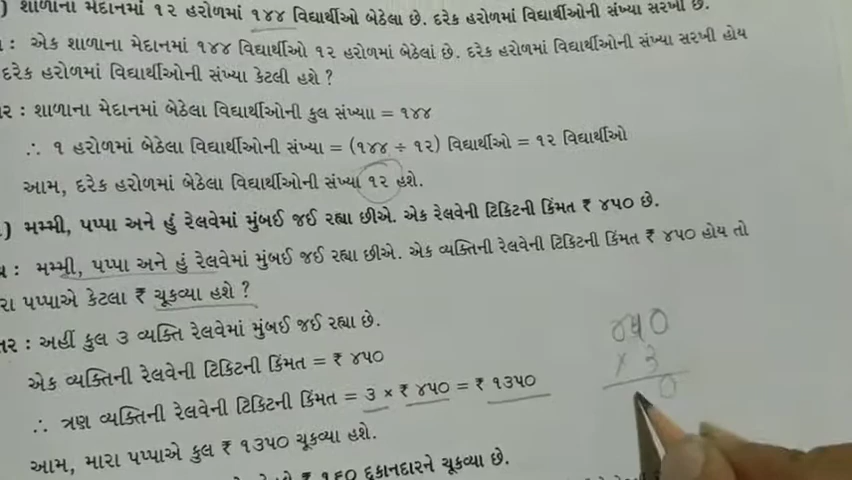 ) શાળાના મેદાનમાં ૧૨ હરોળમાં ૧૪૪ વિદ્યાર્થીઓ બેઠેલા છે. દરેક હરોળમાં વિદ્યાર્થીઓની સંખ્યા સરખી છે.
: એક શાળાના મેદાનમાં ૧૪૪ વિદ્યાર્થીઓ ૧૨ હરોળમાં બેઠેલાં છે. દરેક હરોળમાં વિદ્યાર્થીઓની સંખ્યા સરખી હોય
દરેક હરોળમાં વિદ્યાર્થીઓની સંખ્યા કેટલી હશે ?
ર : શાળાના મેદાનમાં બેઠેલા વિદ્યાર્થીઓની કુલ સંખ્યાા = ૧૪૪
∴ ૧ હરોળમાં બેઠેલા વિદ્યાર્થીઓની સંખ્યા = (૧૪૪ ÷ ૧૨) વિદ્યાર્થીઓ = ૧૨ વિદ્યાર્થીઓ
આમ, દરેક હરોળમાં બેઠેલા વિદ્યાર્થીઓની સંખ્યા ૧૨ હશે.
.) મમ્મી, પપ્પા અને હું રેલવેમાં મુંબઈ જઈ રહ્યા છીએ. એક રેલવેની ટિકિટની કિંમત ₹ ૪૫૦ છે.
: મમ્મી, પપ્પા અને હું રેલવેમાં મુંબઈ જઈ રહ્યા છીએ. એક વ્યક્તિની રેલવેની ટિકિટની કિંમત ₹ ૪૫૦ હોય તો
રા પપ્પાએ કેટલા ₹ ચૂકવ્યા હશે ?
ર : અહીં કુલ ૩ વ્યક્તિ રેલવેમાં મુંબઈ જઈ રહ્યા છે.
એક વ્યક્તિની રેલવેની ટિકિટની કિંમત = ₹ ૪૫૦
∴ ત્રણ વ્યક્તિની રેલવેની ટિકિટની કિંમત = ૩ × ₹ ૪૫૦ = ₹ ૧૩૫૦
આમ, મારા પપ્પાએ કુલ ₹ ૧૩૫૦ ચૂકવ્યા હશે.
₹ ૧૬૦ દુકાનદારને ચૂકવ્યા છે.
૪૫૦
× ૩
૦